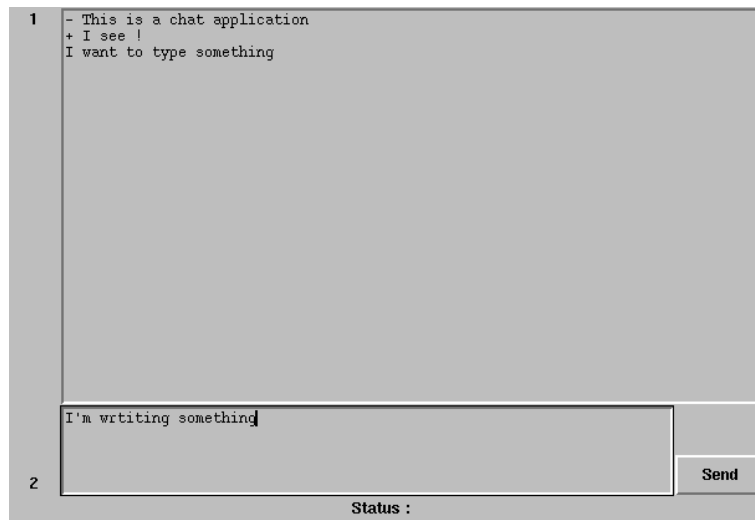 1
- This is a chat application
+ I see !
I want to type something
I'm wrtiting something
2
Send
Status :